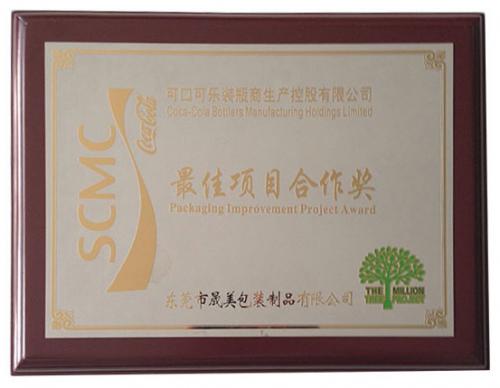 SCMC
Coca-Cola
可口可乐装瓶商生产控股有限公司
Coca-Cola Bottlers Manufacturing Holdings Limited
最佳项目合作奖
Packaging Improvement Project Award
THE MILLION
TREE PROJECT
东莞市晟美包装制品有限公司